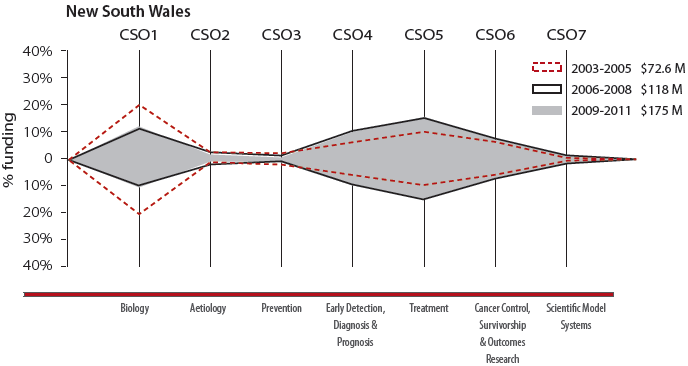 New South Wales
CSO1 CSO2 CSO3 CSO4 CSO5 CSO6 CSO7
40%
30%
20%
10%
0
10%
20%
30%
40%
% funding
2003-2005 $72.6 M
2006-2008 $118 M
2009-2011 $175 M
Biology
Aetiology
Prevention
Early Detection,
Diagnosis &
Prognosis
Treatment
Cancer Control,
Survivorship
& Outcomes
Research
Scientific Model
Systems